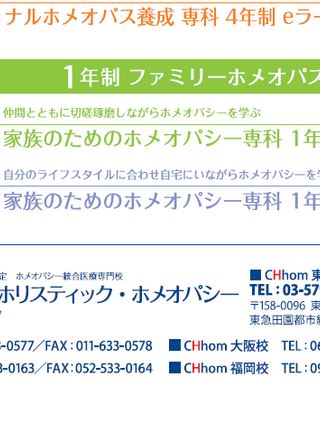 ナルホメオパス養成 専科 4年制 eラー
1年制 ファミリーホメオパス
仲間とともに切磋琢磨しながらホメオパシーを学ぶ
家族のためのホメオパシー専科 1年
自分のライフスタイルに合わせ自宅にいながらホメオパシーを学
家族のためのホメオパシー専科 1年
定 ホメオパシー統合医療専門校
ホリスティック・ホメオパシー
■ CHhom 東
TEL : 03-579
〒158-0096 東
東急田園都市線
-0577/FAX : 011-633-0578 ■ CHhom 大阪校 TEL : 06
3-0163/FAX : 052-533-0164 ■ CHhom 福岡校 TEL : 09